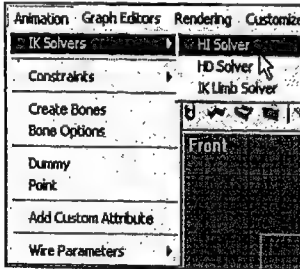 Animation Graph Editors Rendering Customize
IK Solvers HI Solver
HD Solver
Constraints IK Limb Solver
Create Bones
Bone Options
Front
Dummy
Point
Add Custom Attribute
Wire Parameters